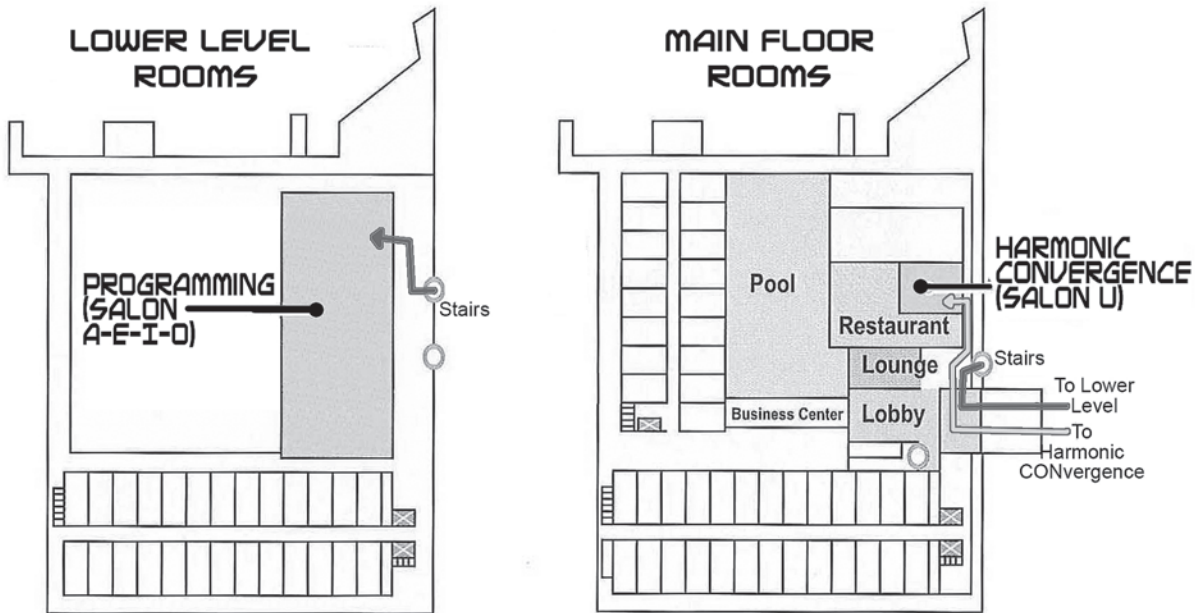 LOWER LEVEL
ROOMS
PROGRAMMING
(SALON
A-E-I-O)
Stairs
MAIN FLOOR
ROOMS
Pool
HARMONIC
CONVERGENCE
(SALON U)
Restaurant
Lounge
Stairs
Business Center
Lobby
To Lower
Level
To
Harmonic
CONvergence